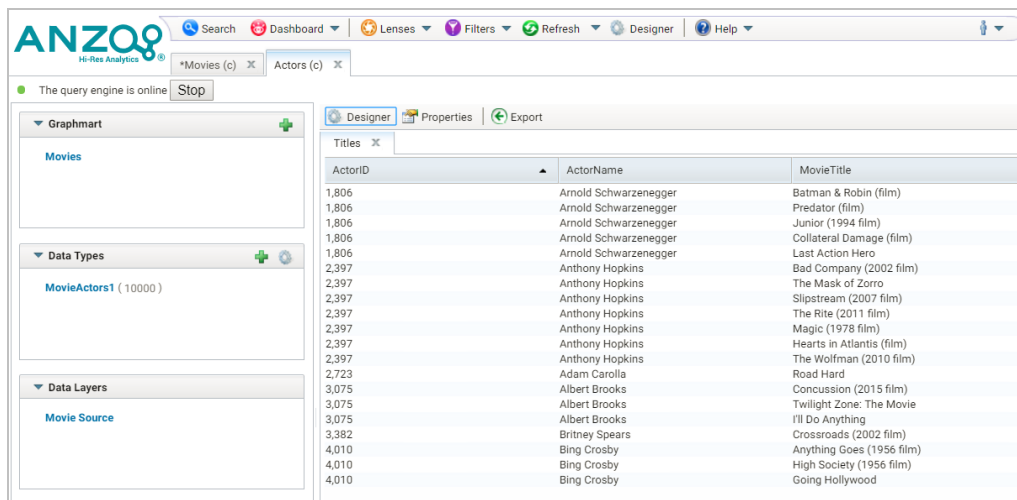 ANZO
Hi-Res Analytics ®
Search Dashboard Lenses Filters Refresh Designer Help
*Movies (c) X Actors (c) X
The query engine is online Stop
Graphmart
Movies
Data Types
MovieActors1 ( 10000 )
Data Layers
Movie Source
Designer Properties Export
Titles X
ActorID ActorName MovieTitle
1,806 Arnold Schwarzenegger Batman & Robin (film)
1,806 Arnold Schwarzenegger Predator (film)
1,806 Arnold Schwarzenegger Junior (1994 film)
1,806 Arnold Schwarzenegger Collateral Damage (film)
1,806 Arnold Schwarzenegger Last Action Hero
2,397 Anthony Hopkins Bad Company (2002 film)
2,397 Anthony Hopkins The Mask of Zorro
2,397 Anthony Hopkins Slipstream (2007 film)
2,397 Anthony Hopkins The Rite (2011 film)
2,397 Anthony Hopkins Magic (1978 film)
2,397 Anthony Hopkins Hearts in Atlantis (film)
2,397 Anthony Hopkins The Wolfman (2010 film)
2,723 Adam Carolla Road Hard
3,075 Albert Brooks Concussion (2015 film)
3,075 Albert Brooks Twilight Zone: The Movie
3,075 Albert Brooks I'll Do Anything
3,382 Britney Spears Crossroads (2002 film)
4,010 Bing Crosby Anything Goes (1956 film)
4,010 Bing Crosby High Society (1956 film)
4,010 Bing Crosby Going Hollywood